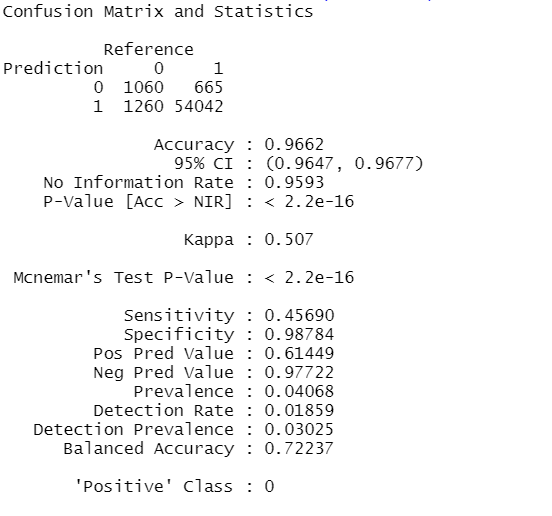 Confusion Matrix and Statistics
Reference
Prediction 0 1
0 1060 665
1 1260 54042
Accuracy : 0.9662
95% CI : (0.9647, 0.9677)
No Information Rate : 0.9593
P-Value [Acc > NIR] : < 2.2e-16
Kappa : 0.507
Mcnemar's Test P-Value : < 2.2e-16
Sensitivity : 0.45690
Specificity : 0.98784
Pos Pred Value : 0.61449
Neg Pred Value : 0.97722
Prevalence : 0.04068
Detection Rate : 0.01859
Detection Prevalence : 0.03025
Balanced Accuracy : 0.72237
'Positive' Class : 0